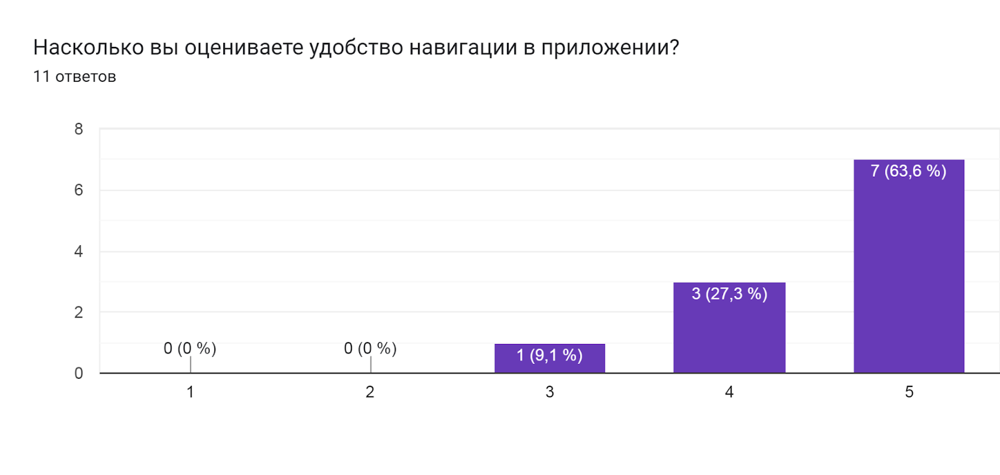 Насколько вы оцениваете удобство навигации в приложении?
11 ответов
8
6
4
2
0
0 (0 %)
0 (0 %)
1 (9,1 %)
3 (27,3 %)
7 (63,6 %)
1
2
3
4
5